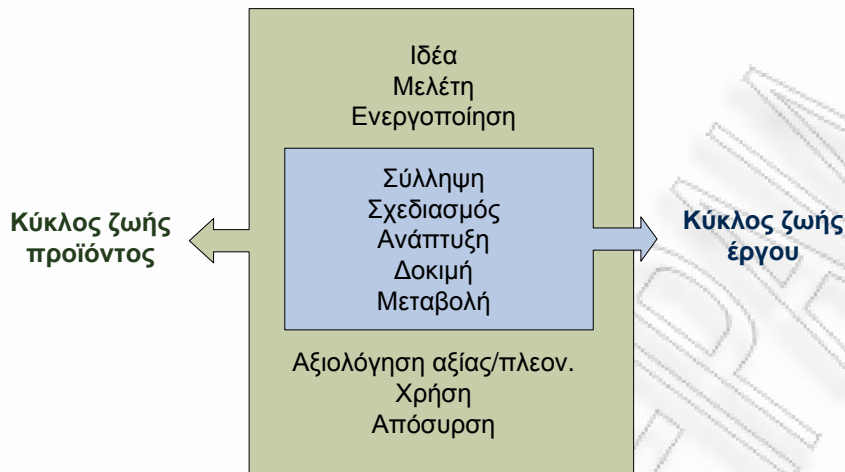 Ιδέα
Μελέτη
Ενεργοποίηση
Σύλληψη
Σχεδιασμός
Ανάπτυξη
Δοκιμή
Μεταβολή
Κύκλος ζωής
προϊόντος
Κύκλος ζωής
έργου
Αξιολόγηση αξίας/πλεον.
Χρήση
Απόσυρση